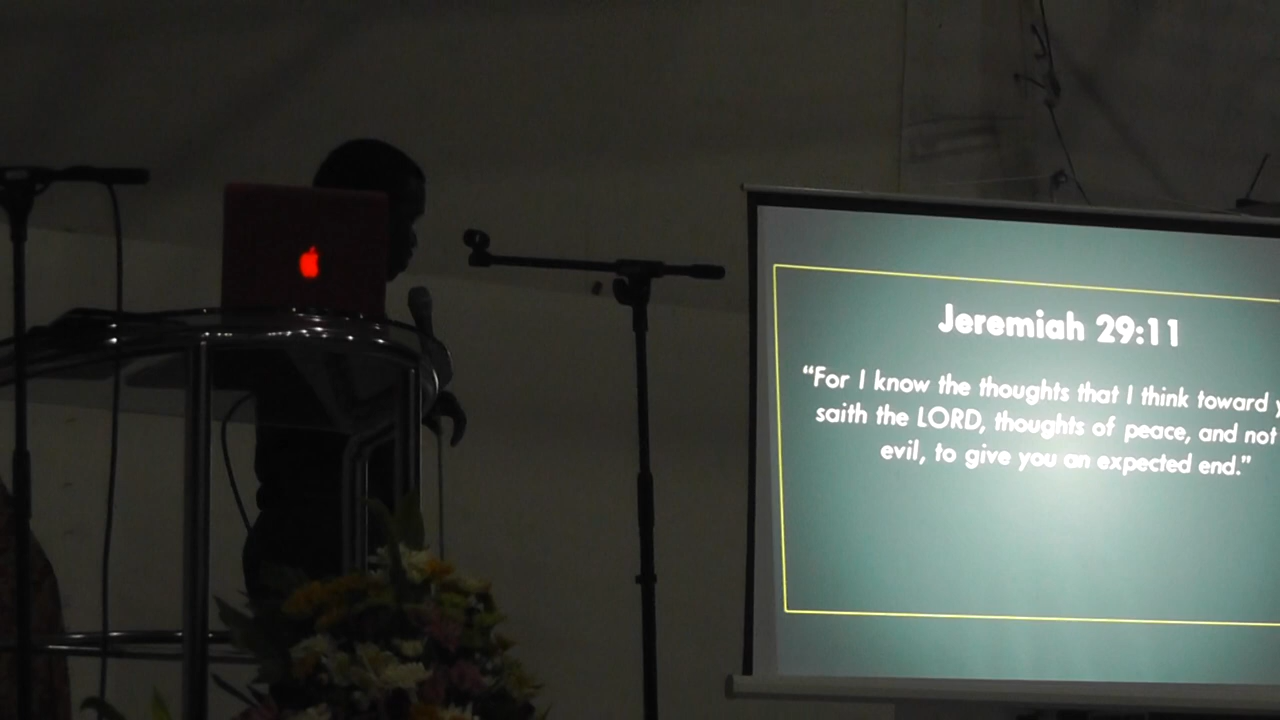 Jeremiah 29:11
“For I know the thoughts that I think toward
saith the LORD, thoughts of peace, and not
evil, to give you an expected end.”